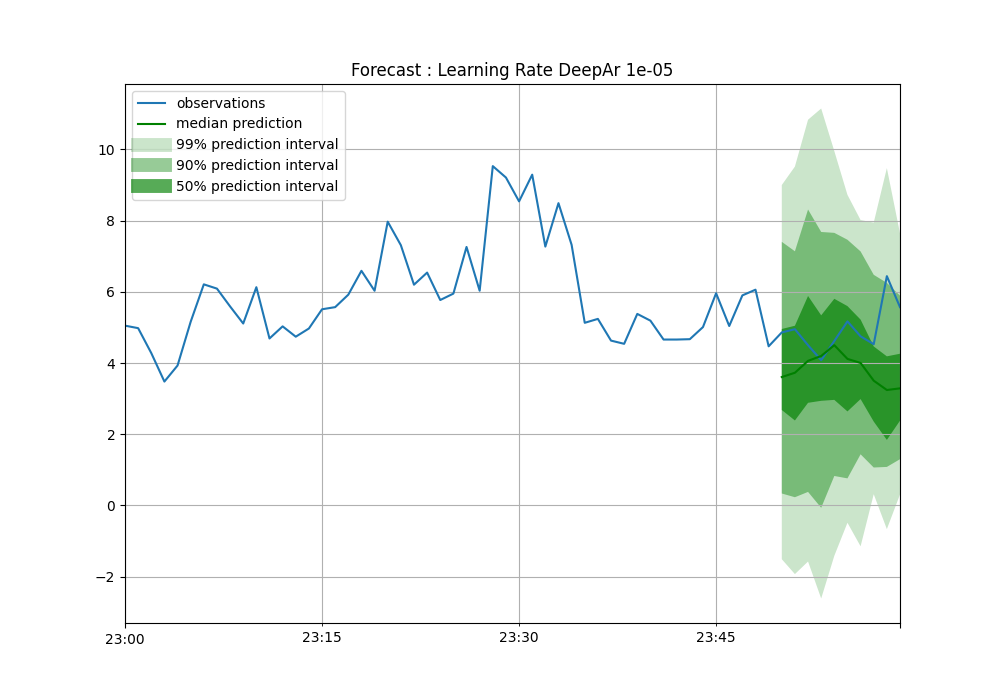 Forecast : Learning Rate DeepAr 1e-05
observations
median prediction
99% prediction interval
90% prediction interval
50% prediction interval
10
8
6
4
2
0
−2
23:00
23:15
23:30
23:45